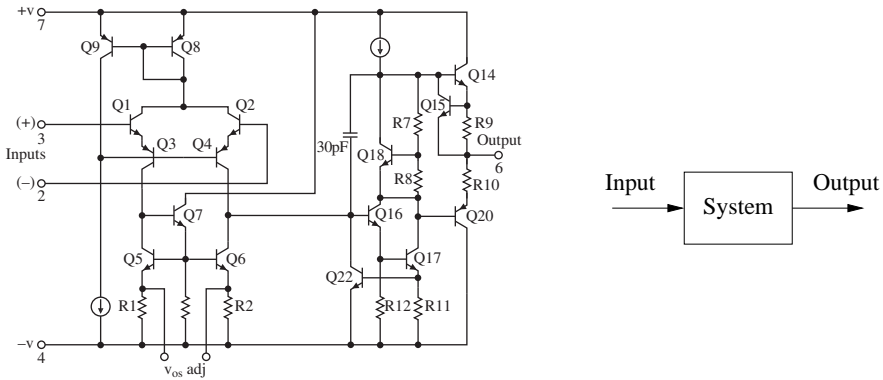 +v
7
Q9
Q8
Q14
Q1
Q2
Q15
(+)
3
R7
R9
Q3
Q4
30pF
Output
Inputs
Q18
6
(−)
2
R8
R10
Q7
Q16
Q20
Q5
Q6
Q17
Q22
R1
R2
R12
R11
−v
4
vos adj
Input
System
Output